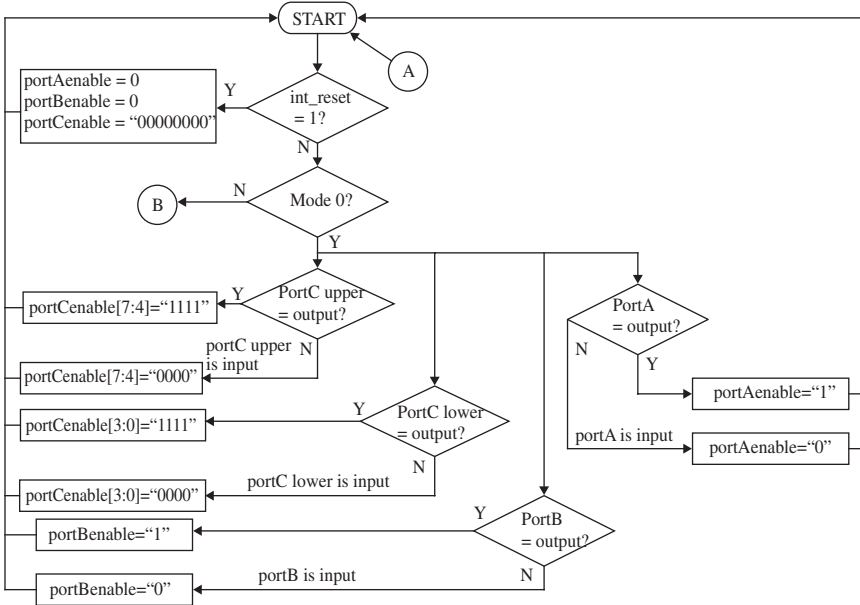 START
A
portAenable = 0
portBenable = 0
portCenable = “00000000”
Y
int_reset
= 1?
N
B
N
Mode 0?
Y
portCenable[7:4]=“1111”
Y
PortC upper
= output?
N
portC upper
is input
portCenable[7:4]=“0000”
PortA
= output?
N
Y
portAenable=“1”
portA is input
portAenable=“0”
portCenable[3:0]=“1111”
Y
PortC lower
= output?
N
portC lower is input
portCenable[3:0]=“0000”
portBenable=“1”
Y
PortB
= output?
N
portB is input
portBenable=“0”